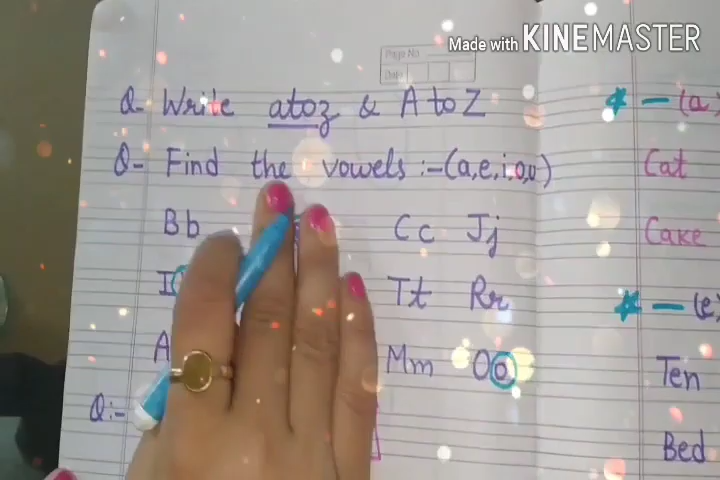 Made with KINEMASTER
Page No
Date
Q- Write atoz & A to Z
Q- Find the vowels :- (a,e,i,o,u)
Bb Cc Jj
I Tt Rr
A Mm Oo
Q:-
* - (a,
Cat
Cake
* - (e,
Ten
Bed